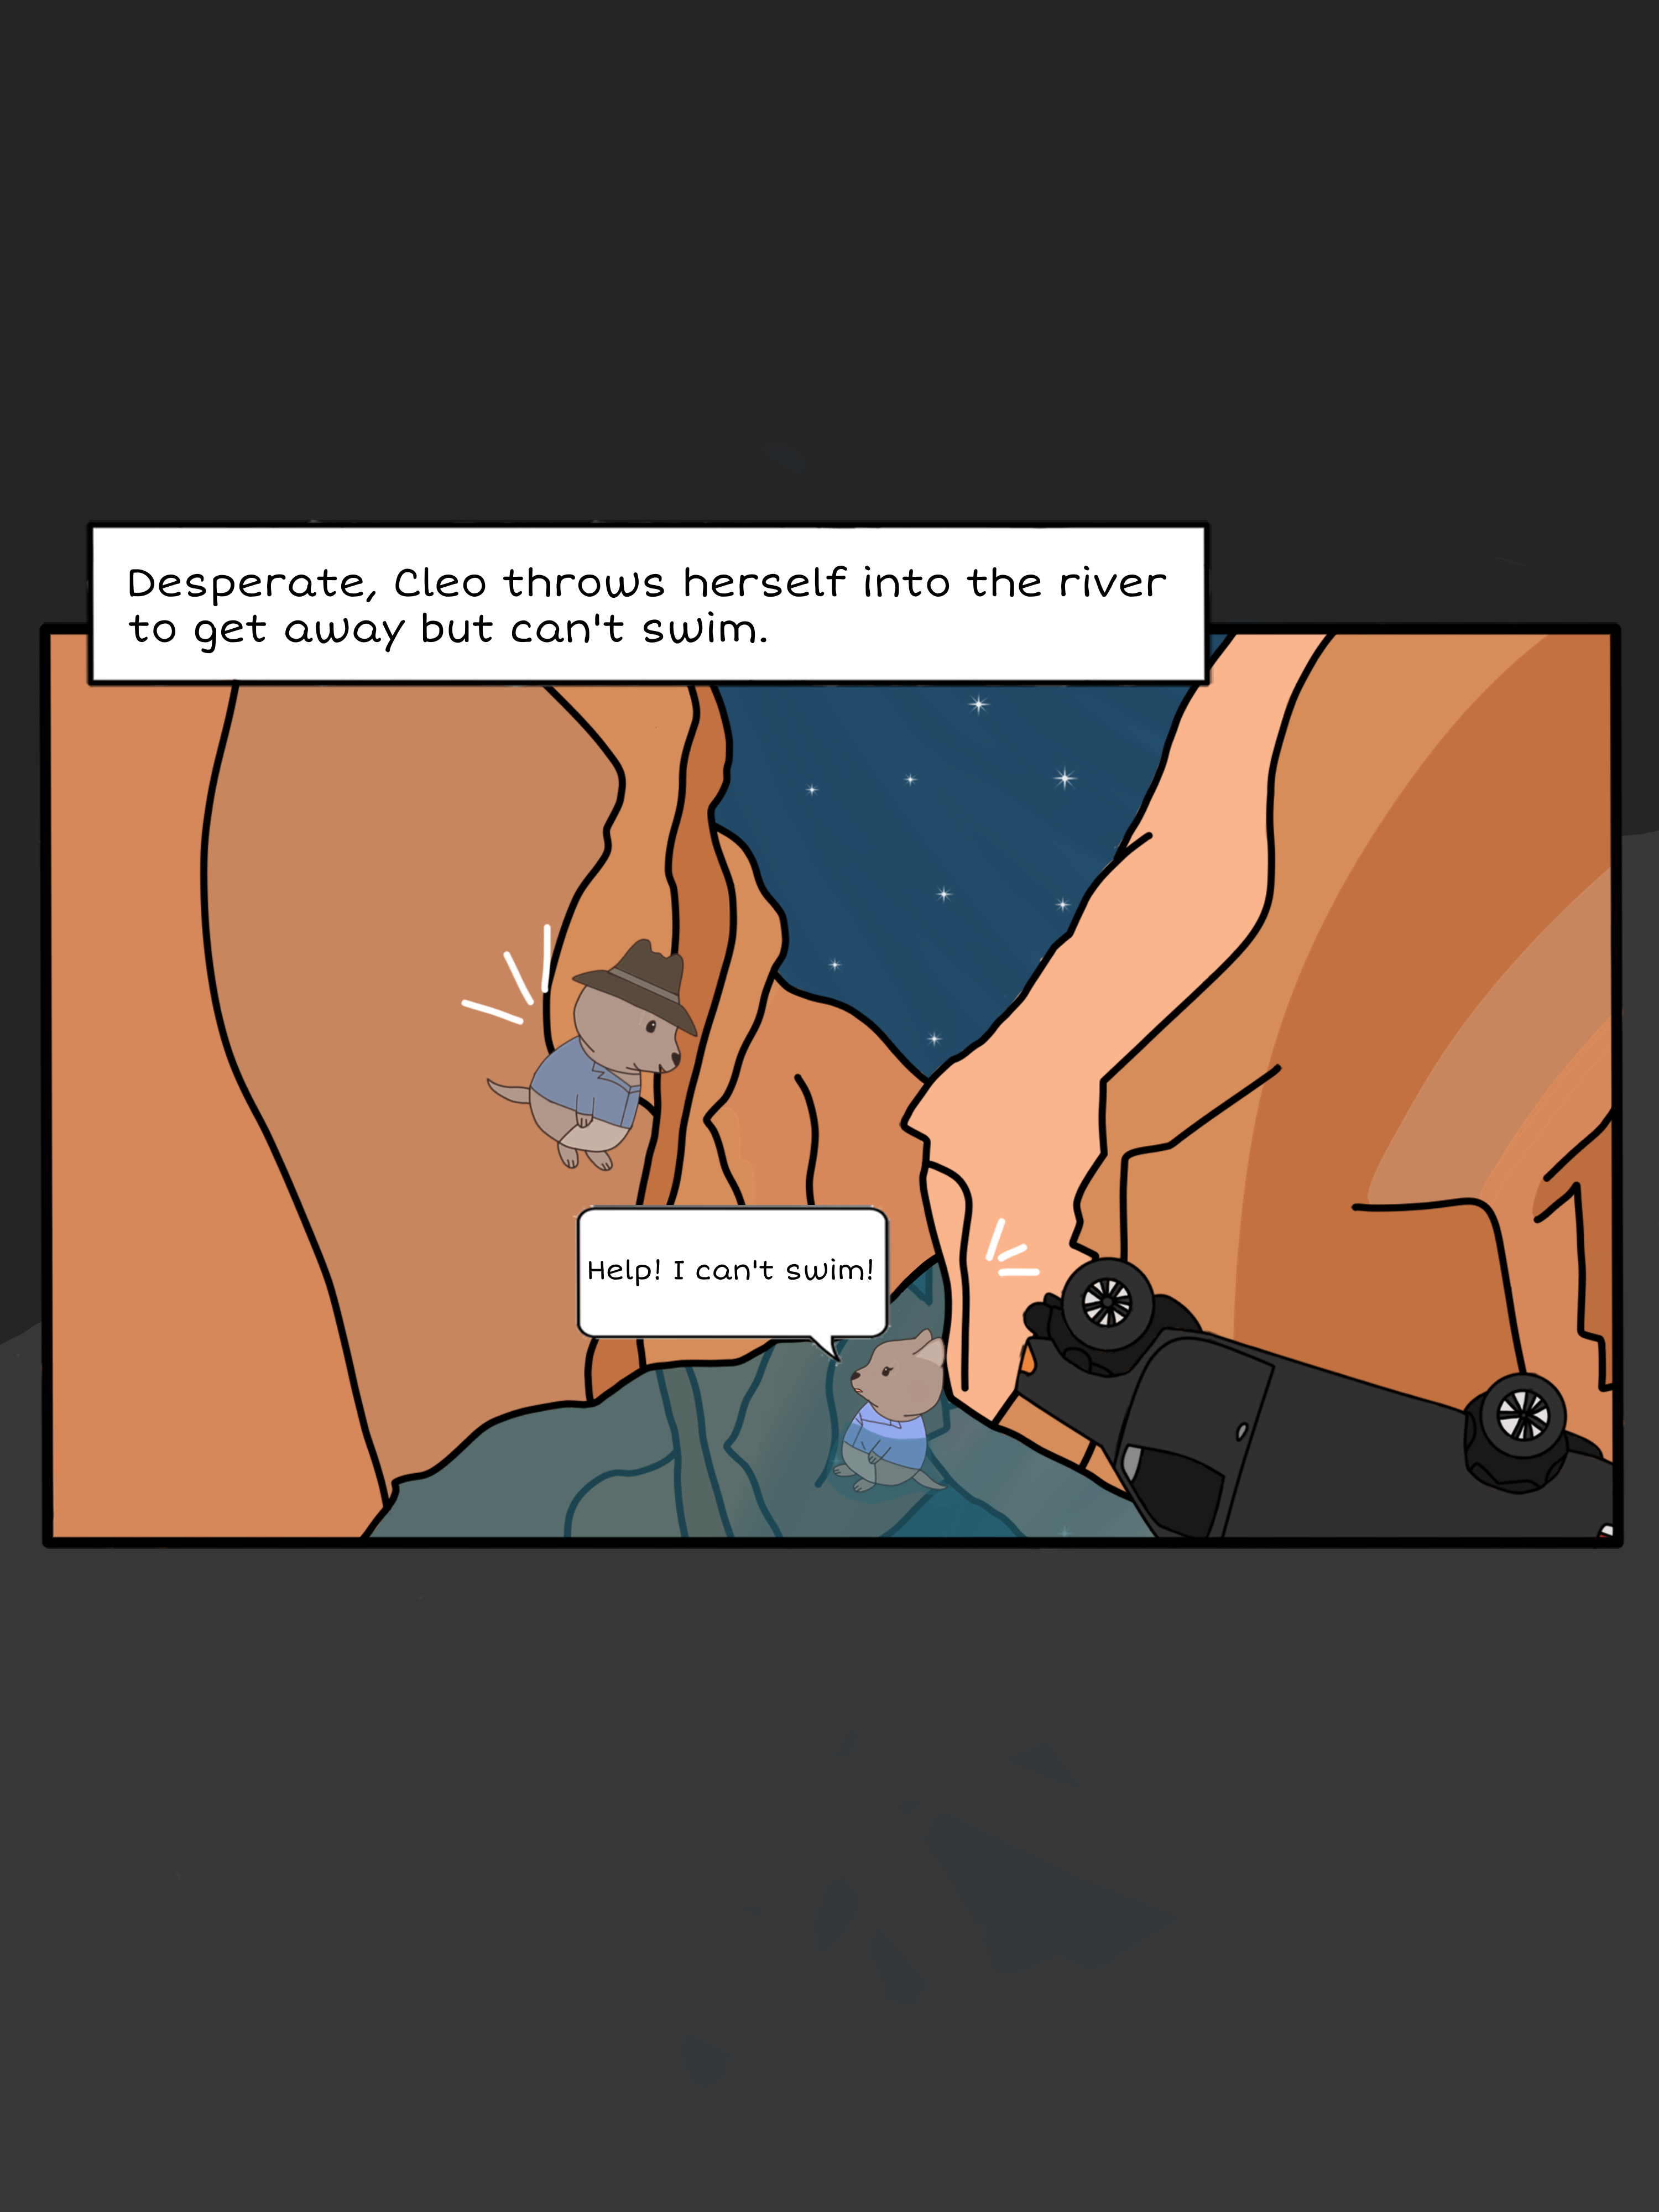 Desperate, Cleo throws herself into the river
to get away but can't swim.
Help! I can't swim!